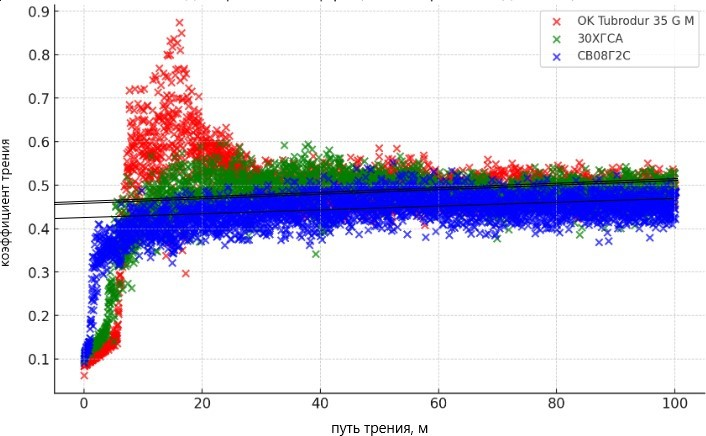 0.9
0.8
0.7
0.6
0.5
0.4
0.3
0.2
0.1
коэффициент трения
OK Tubrodur 35 G M
30ХГСА
СВ08Г2С
0 20 40 60 80 100
путь трения, м